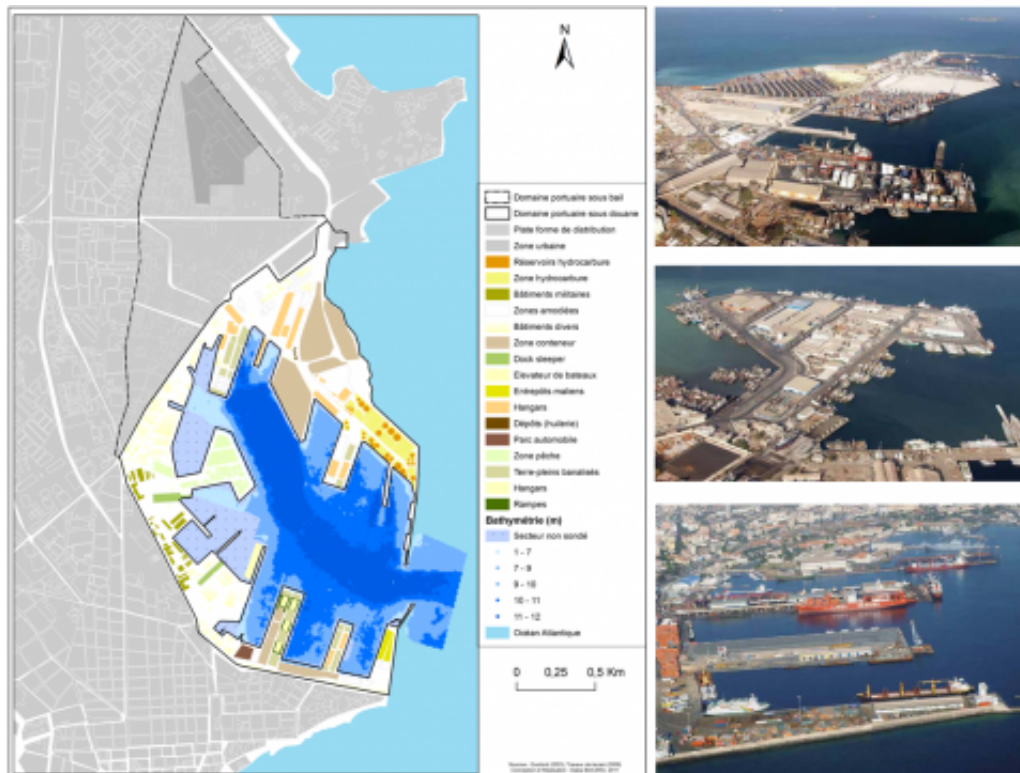 N
Domaine portuaire sous bail
Domaine portuaire sous douane
Plate forme de distribution
Zone urbaine
Réservoirs hydrocarbure
Zone hydrocarbure
Bâtiments militaires
Zones amodiées
Bâtiments divers
Zone conteneur
Dock sleeper
Élevateur de bateaux
Entrepôts maliens
Hangars
Dépôts (huilerie)
Parc automobile
Zone pêche
Terre-pleins banalisés
Hangars
Rampes
Bathymétrie (m)
Secteur non sondé
1 - 7
7 - 9
9 - 10
10 - 11
11 - 12
Océan Atlantique
0 0,25 0,5 Km